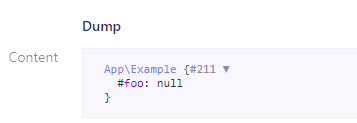 Dump
Content
App\Example {#211 ▼
  #foo: null
}